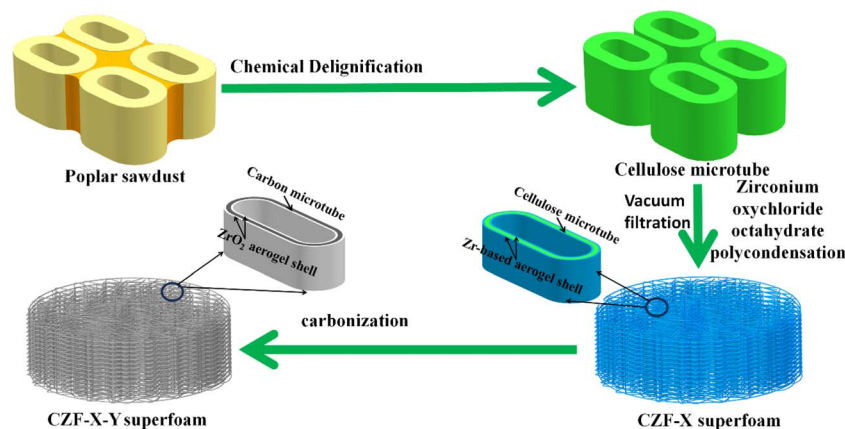 Chemical Delignification
Poplar sawdust
Cellulose microtube
Vacuum
filtration
Zirconium
oxychloride
octahydrate
polycondensation
Carbon microtube
ZrO₂ aerogel shell
Cellulose microtube
Zr-based aerogel shell
carbonization
CZF-X-Y superfoam
CZF-X superfoam